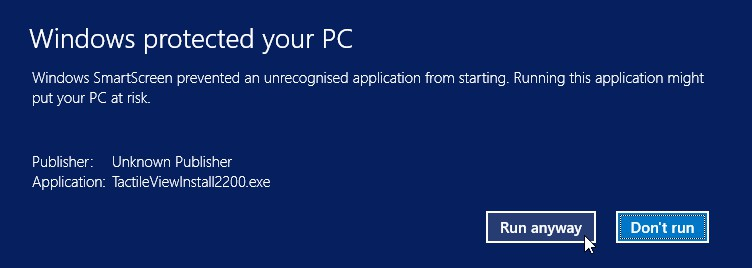 Windows protected your PC
Windows SmartScreen prevented an unrecognised application from starting. Running this application might
put your PC at risk.
Publisher: Unknown Publisher
Application: TactileViewInstall2200.exe
Run anyway Don't run